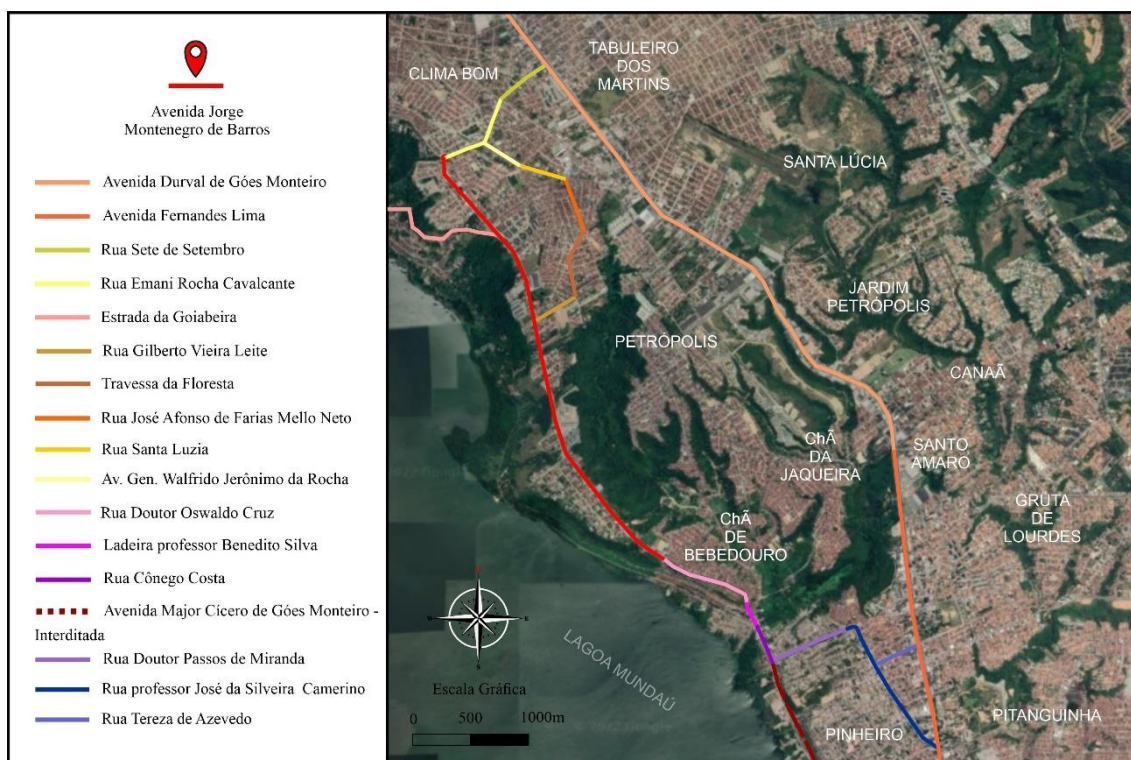 Avenida Jorge
Montenegro de Barros
Avenida Durval de Góes Monteiro
Avenida Fernandes Lima
Rua Sete de Setembro
Rua Emani Rocha Cavalcante
Estrada da Goiabeira
Rua Gilberto Vieira Leite
Travessa da Floresta
Rua José Afonso de Farias Mello Neto
Rua Santa Luzia
Av. Gen. Walfrido Jerônimo da Rocha
Rua Doutor Oswaldo Cruz
Ladeira professor Benedito Silva
Rua Cônego Costa
Avenida Major Cícero de Góes Monteiro -
Interditada
Rua Doutor Passos de Miranda
Rua professor José da Silveira Camerino
Rua Tereza de Azevedo
CLIMA BOM
TABULEIRO
DOS
MARTINS
SANTA LÚCIA
JARDIM
PETRÓPOLIS
PETRÓPOLIS
CANAÃ
ChÃ
DA
JAQUEIRA
SANTO
AMARO
GRUTA
DE
LOURDES
ChÃ
DE
BEBEDOURO
LAGOA MUNDAÚ
PINHEIRO
PITANGUINHA
Escala Gráfica
0 500 1000m